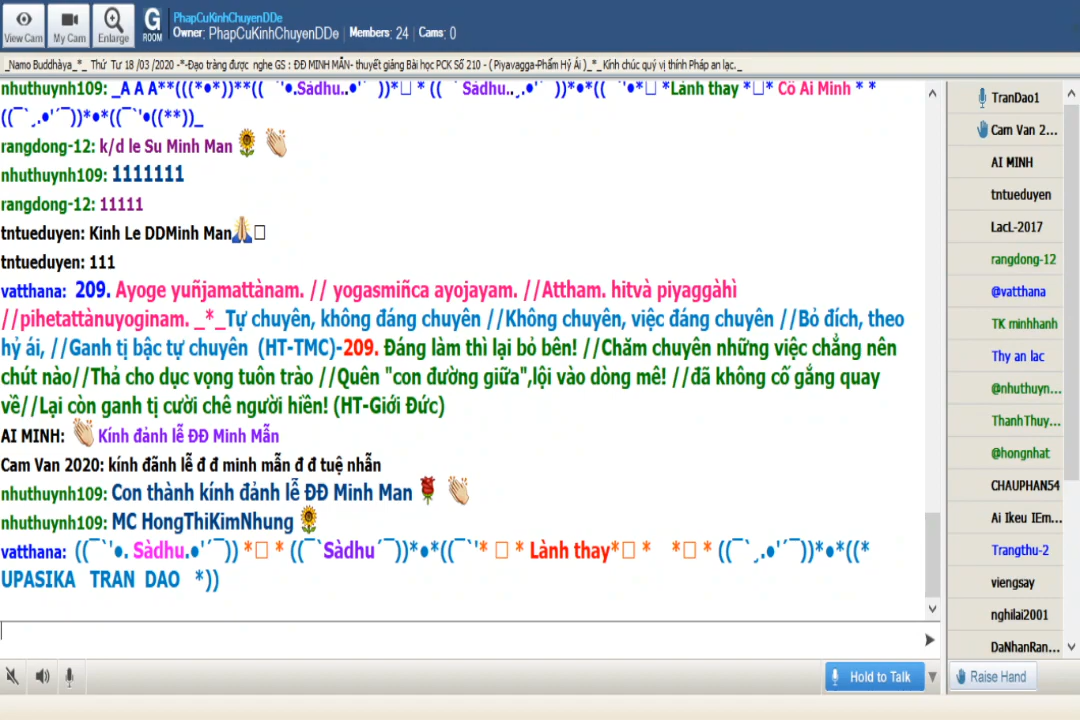 PhapCuKinhChuyenDDe
Owner: PhapCuKinhChuyenDDe | Members: 24 | Cams: 0
View Cam
My Cam
Enlarge
G
ROOM
_Namo Buddhàya_*_ Thứ Tư 18 /03 /2020 -*-Đạo tràng được nghe GS : ĐĐ MINH MẪN- thuyết giảng Bài học PCK Số 210 - ( Piyavagga-Phẩm Hỷ Ái )_*_Kính chúc quý vị thính Pháp an lạc._
nhuthuynh109: _Â Â Â**(((*•*))**(( ¨`'•.Sàdhu..•'´ ))*□ * (( ¨` Sàdhu..¸.•'´ ))*•*((¨`'•*□ *Lành thay *□* Cô Ai Minh * *
((¯`¸.•'´¯))*•*((¯`'•((**))_
rangdong-12: k/d le Su Minh Man 🌻 👏
nhuthuynh109: 1111111
rangdong-12: 11111
tntueduyen: Kinh Le DDMinh Man🙏□
tntueduyen: 111
vatthana: 209. Ayoge yuñjamattànam. // yogasmiñca ayojayam. //Attham. hitvà piyaggàhì
//pihetattànuyoginam. _*_Tự chuyên, không đáng chuyên //Không chuyên, việc đáng chuyên //Bỏ đích, theo
hỷ ái, //Ganh tị bậc tự chuyên (HT-TMC)-209. Đáng làm thì lại bỏ bên! //Chăm chuyên những việc chẳng nên
chút nào//Thả cho dục vọng tuôn trào //Quên "con đường giữa",lội vào dòng mê! //đã không cố gắng quay
về//Lại còn ganh tị cười chê người hiền! (HT-Giới Đức)
AI MINH: 👏 Kính đảnh lễ ĐĐ Minh Mẫn
Cam Van 2020: kính đãnh lễ đ đ minh mẫn đ đ tuệ nhẫn
nhuthuynh109: Con thành kính đảnh lễ ĐĐ Minh Man 🌹 👏
nhuthuynh109: MC HongThiKimNhung 🌻
vatthana: ((¯`'•. Sàdhu.•'´¯)) *□ * ((¯`Sàdhu´¯))*•*((¯`'* □ * Lành thay*□ * *□ * ((¯`¸.•'´¯))*•*((*
UPASIKA TRAN DAO *))
Hold to Talk
TranDao1
Cam Van 2...
AI MINH
tntueduyen
LacL-2017
rangdong-12
@vatthana
TK minhhanh
Thy an lac
@nhuthuyn...
ThanhThuy...
@hongnhat
CHAUPHAN54
Ai Ikeu IEm...
Trangthu-2
viengsay
nghilai2001
DaNhanRan...
Raise Hand